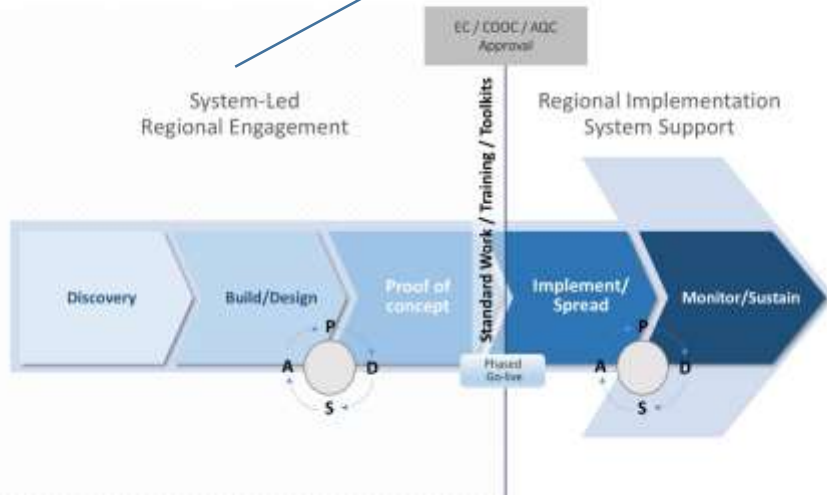 EC / COOC / AQC
Approval
System-Led
Regional Engagement
Regional Implementation
System Support
Standard Work / Training / Toolkits
Discovery
Build/Design
Proof of
concept
Implement/
Spread
Monitor/Sustain
Phased
Go-live
P
A
D
S
P
A
D
S